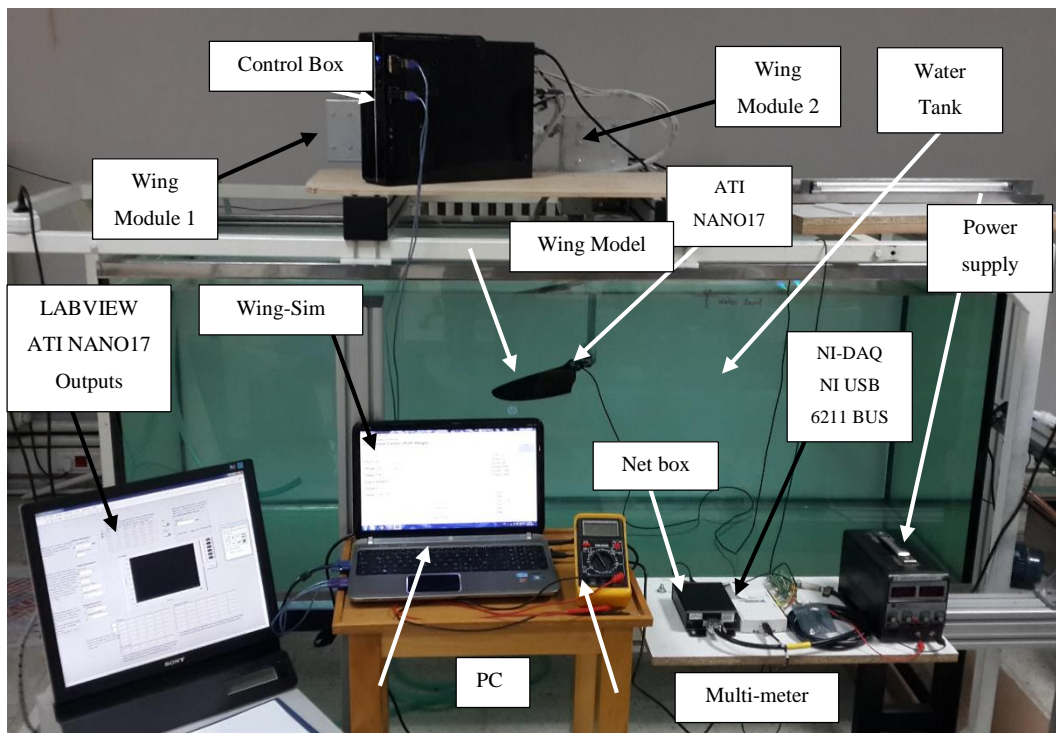 Control Box
Wing
Module 2
Water
Tank
Wing
Module 1
ATI
NANO17
Wing Model
Power
supply
LABVIEW
ATI NANO17
Outputs
Wing-Sim
NI-DAQ
NI USB
6211 BUS
Net box
PC
Multi-meter
SONY